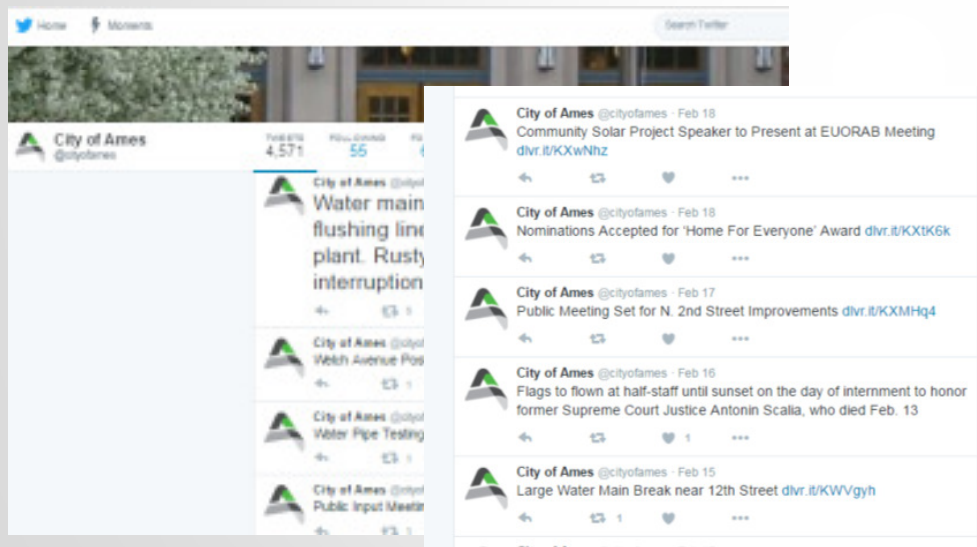 Home Moments Search Twitter
City of Ames
@cityofames
TWEETS FOLLOWING
4,571 55
City of Ames
Water main
flushing line
plant. Rusty
interruption
5
City of Ames
Welch Avenue Pos
1
City of Ames
Water Pipe Testing
1
City of Ames
Public Input Meetin
1
City of Ames @cityofames · Feb 18
Community Solar Project Speaker to Present at EUORAB Meeting
dlvr.it/KXwNhz
City of Ames @cityofames · Feb 18
Nominations Accepted for 'Home For Everyone' Award dlvr.it/KXtK6k
City of Ames @cityofames · Feb 17
Public Meeting Set for N. 2nd Street Improvements dlvr.it/KXMHq4
City of Ames @cityofames · Feb 16
Flags to flown at half-staff until sunset on the day of internment to honor
former Supreme Court Justice Antonin Scalia, who died Feb. 13
1
City of Ames @cityofames · Feb 15
Large Water Main Break near 12th Street dlvr.it/KWVgyh
1